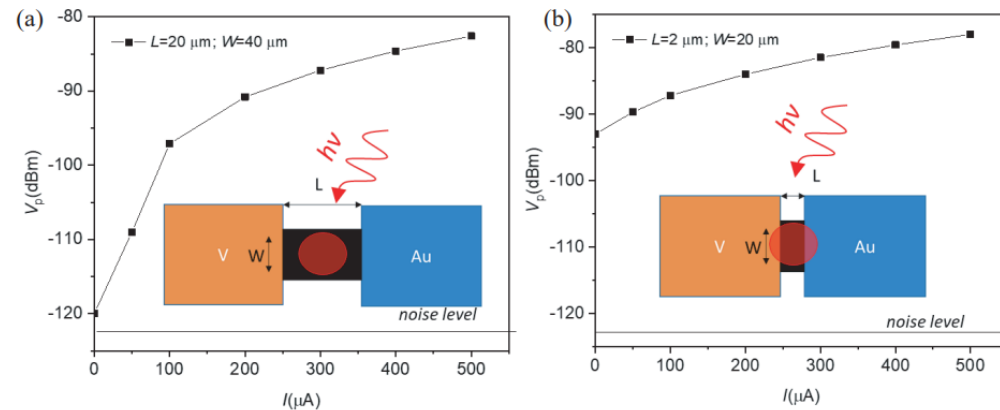 (a)
L=20 μm; W=40 μm
-80
-90
-100
-110
-120
Vp(dBm)
hν
L
V
W
Au
noise level
0 100 200 300 400 500
I(μA)
(b)
L=2 μm; W=20 μm
-80
-90
-100
-110
-120
Vp(dBm)
hν
L
V
W
Au
noise level
0 100 200 300 400 500
I(μA)